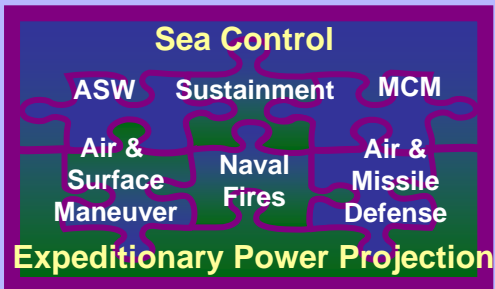 Sea Control
ASW
Sustainment
MCM
Air &
Surface
Maneuver
Naval
Fires
Air &
Missile
Defense
Expeditionary Power Projection